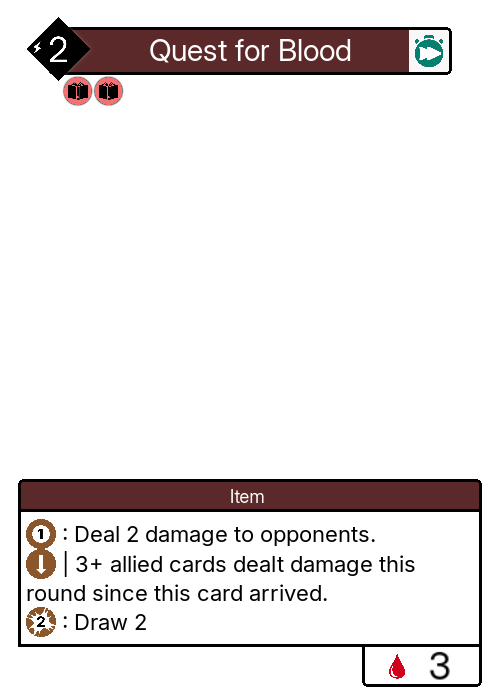 2 Quest for Blood
Item
1 : Deal 2 damage to opponents.
| 3+ allied cards dealt damage this
round since this card arrived.
2 : Draw 2
3